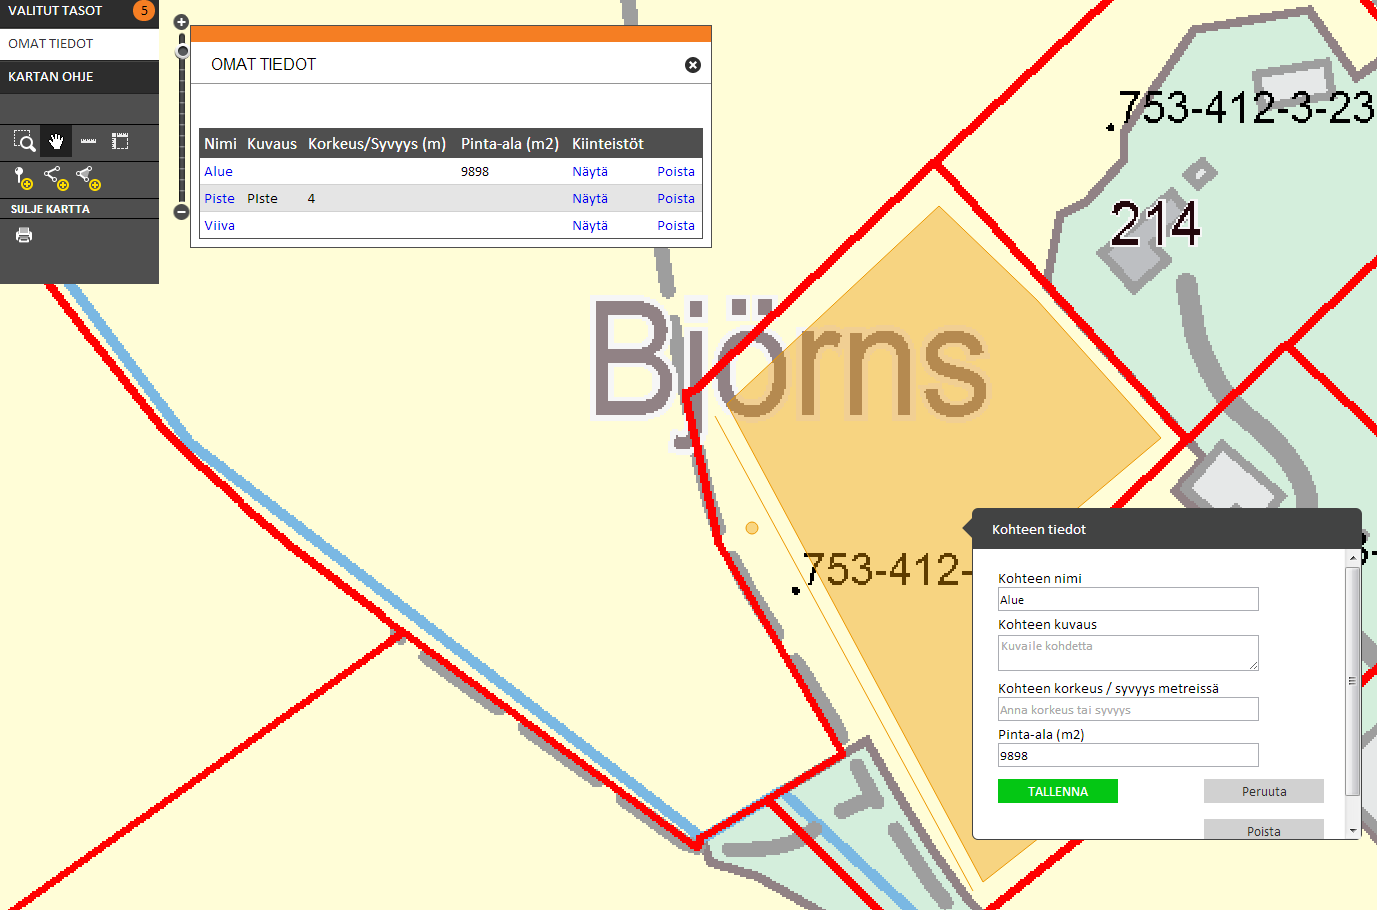 VALITUT TASOT 5
OMAT TIEDOT
KARTAN OHJE
SULJE KARTTA
OMAT TIEDOT
Nimi Kuvaus Korkeus/Syvyys (m) Pinta-ala (m2) Kiinteistöt
Alue 9898 Näytä Poista
Piste PIste 4 Näytä Poista
Viiva Näytä Poista
753-412-3-23
214
Björns
753-412-
Kohteen tiedot
Kohteen nimi
Alue
Kohteen kuvaus
Kuvaile kohdetta
Kohteen korkeus / syvyys metreissä
Anna korkeus tai syvyys
Pinta-ala (m2)
9898
TALLENNA Peruuta
Poista